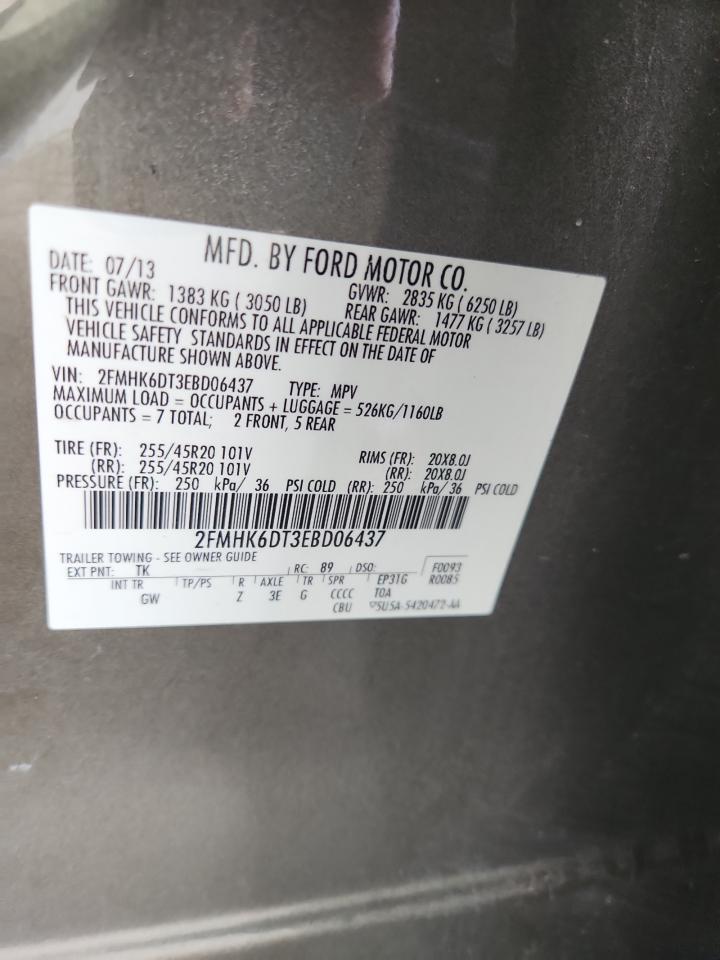 MFD. BY FORD MOTOR CO.
DATE: 07/13 GVWR: 2835 KG ( 6250 LB)
FRONT GAWR: 1383 KG ( 3050 LB) REAR GAWR: 1477 KG ( 3257 LB)
THIS VEHICLE CONFORMS TO ALL APPLICABLE FEDERAL MOTOR
VEHICLE SAFETY STANDARDS IN EFFECT ON THE DATE OF
MANUFACTURE SHOWN ABOVE.
VIN: 2FMHK6DT3EBD06437 TYPE: MPV
MAXIMUM LOAD = OCCUPANTS + LUGGAGE = 526KG/1160LB
OCCUPANTS = 7 TOTAL; 2 FRONT, 5 REAR
TIRE (FR): 255/45R20 101V RIMS (FR): 20X8.0J
(RR): 255/45R20 101V (RR): 20X8.0J
PRESSURE (FR): 250 kPa/ 36 PSI COLD (RR): 250 kPa/ 36 PSI COLD
2FMHK6DT3EBD06437
TRAILER TOWING - SEE OWNER GUIDE
EXT PNT: TK RC: 89 DSO: F0093
INT TR TP/PS R AXLE TR SPR EP31G R0085
GW Z 3E G CCCC TOA
CBU 5U5A-5420472-AA